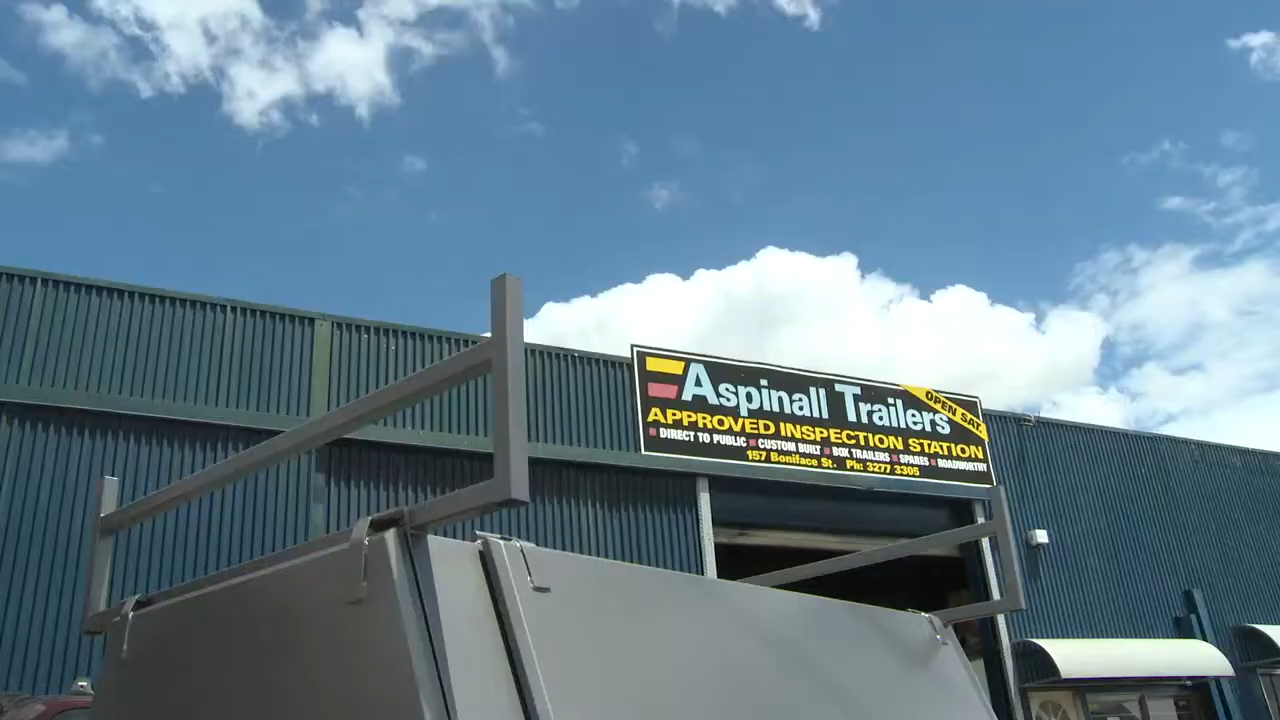 Aspinall Trailers
OPEN SAT.
APPROVED INSPECTION STATION
DIRECT TO PUBLIC ▪ CUSTOM BUILT ▪ BOX TRAILERS ▪ SPARES ▪ ROADWORTHY
157 Boniface St. Ph: 3277 3305